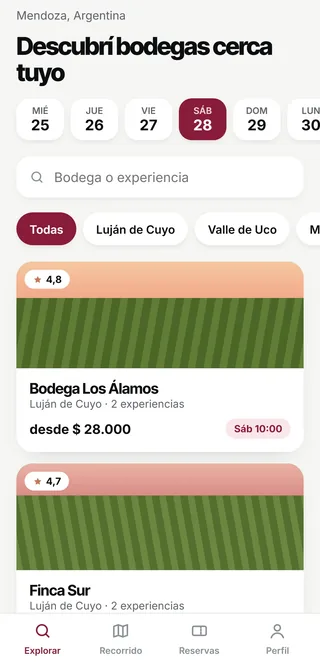 Mendoza, Argentina
Descubrí bodegas cerca
tuyo
MIÉ JUE VIE SÁB DOM LUN
25 26 27 28 29 30
Bodega o experiencia
Todas Luján de Cuyo Valle de Uco
4,8
Bodega Los Álamos
Luján de Cuyo · 2 experiencias
desde $ 28.000 Sáb 10:00
4,7
Finca Sur
Luján de Cuyo · 2 experiencias
Explorar Recorrido Reservas Perfil